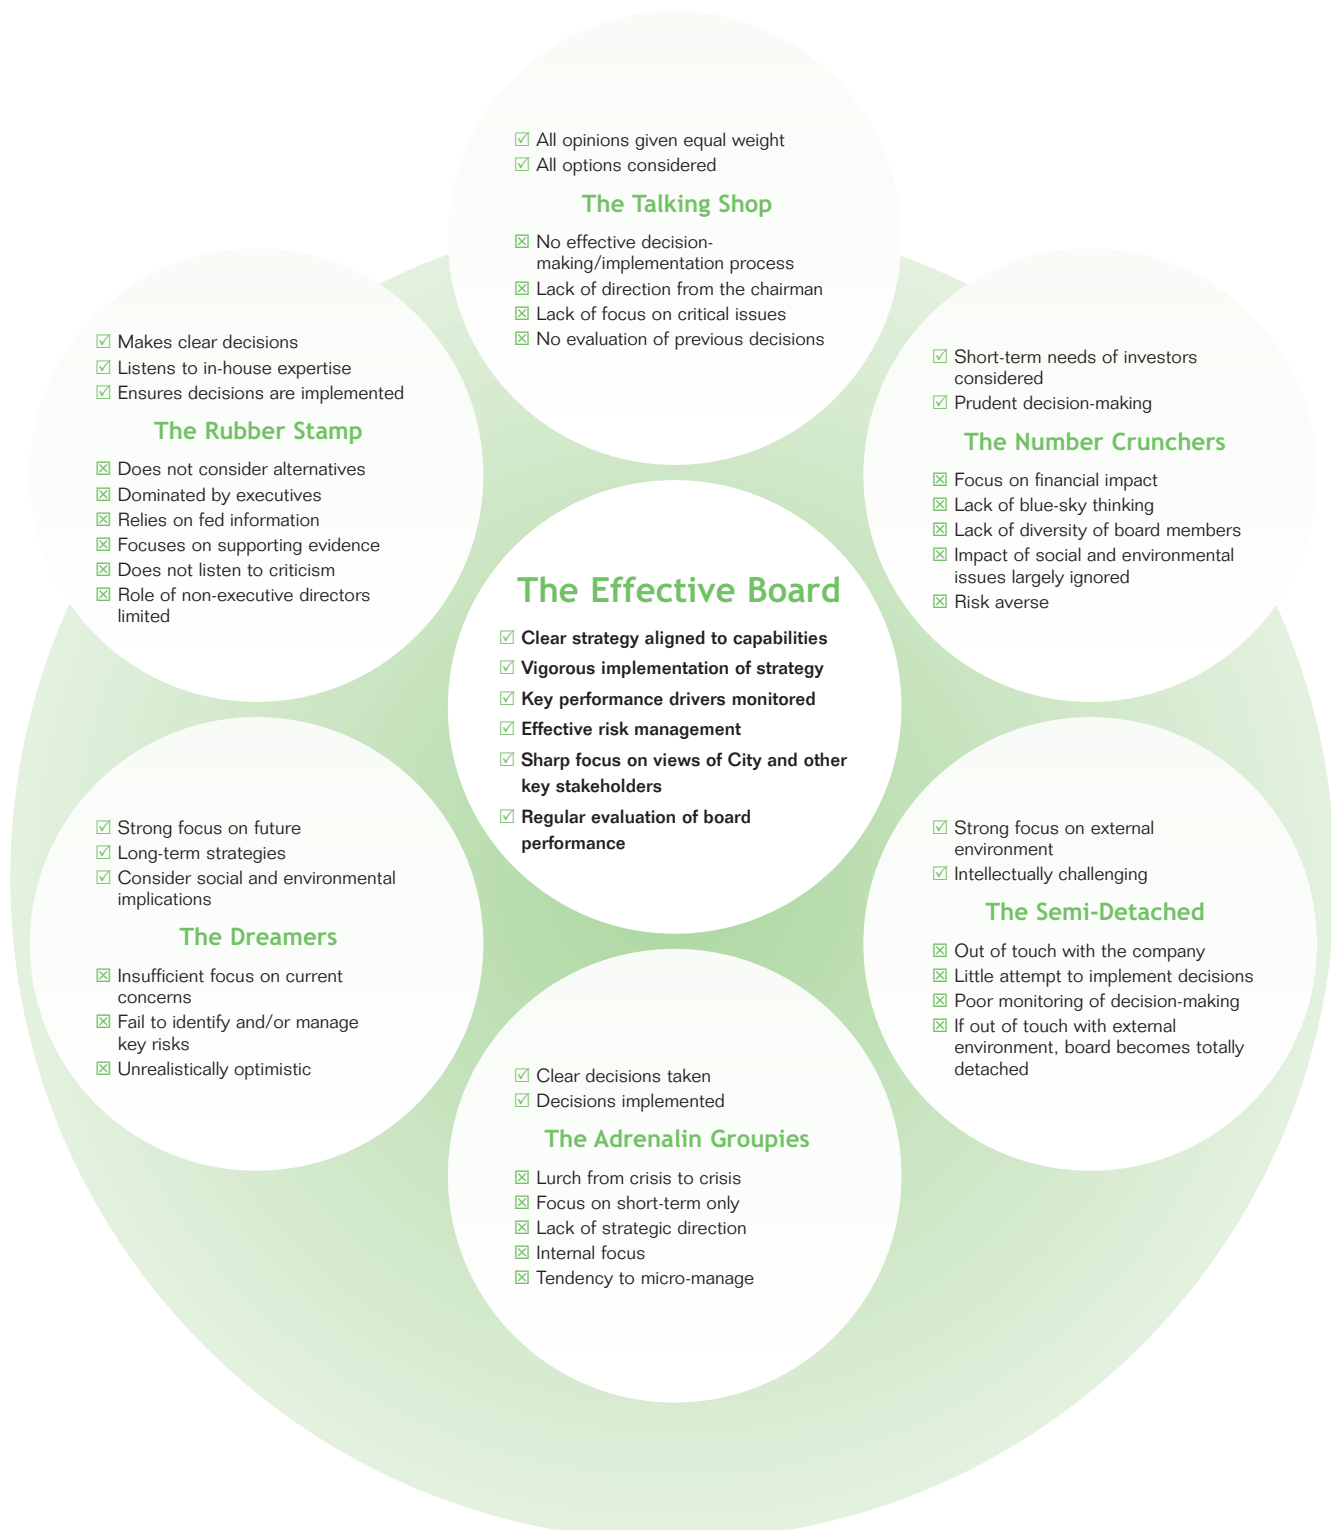 ☑ All opinions given equal weight
☑ All options considered
The Talking Shop
☒ No effective decision-
making/implementation process
☒ Lack of direction from the chairman
☒ Lack of focus on critical issues
☒ No evaluation of previous decisions
☑ Makes clear decisions
☑ Listens to in-house expertise
☑ Ensures decisions are implemented
The Rubber Stamp
☒ Does not consider alternatives
☒ Dominated by executives
☒ Relies on fed information
☒ Focuses on supporting evidence
☒ Does not listen to criticism
☒ Role of non-executive directors
limited
☑ Short-term needs of investors
considered
☑ Prudent decision-making
The Number Crunchers
☒ Focus on financial impact
☒ Lack of blue-sky thinking
☒ Lack of diversity of board members
☒ Impact of social and environmental
issues largely ignored
☒ Risk averse
The Effective Board
☑ Clear strategy aligned to capabilities
☑ Vigorous implementation of strategy
☑ Key performance drivers monitored
☑ Effective risk management
☑ Sharp focus on views of City and other
key stakeholders
☑ Regular evaluation of board
performance
☑ Strong focus on future
☑ Long-term strategies
☑ Consider social and environmental
implications
The Dreamers
☒ Insufficient focus on current
concerns
☒ Fail to identify and/or manage
key risks
☒ Unrealistically optimistic
☑ Strong focus on external
environment
☑ Intellectually challenging
The Semi-Detached
☒ Out of touch with the company
☒ Little attempt to implement decisions
☒ Poor monitoring of decision-making
☒ If out of touch with external
environment, board becomes totally
detached
☑ Clear decisions taken
☑ Decisions implemented
The Adrenalin Groupies
☒ Lurch from crisis to crisis
☒ Focus on short-term only
☒ Lack of strategic direction
☒ Internal focus
☒ Tendency to micro-manage